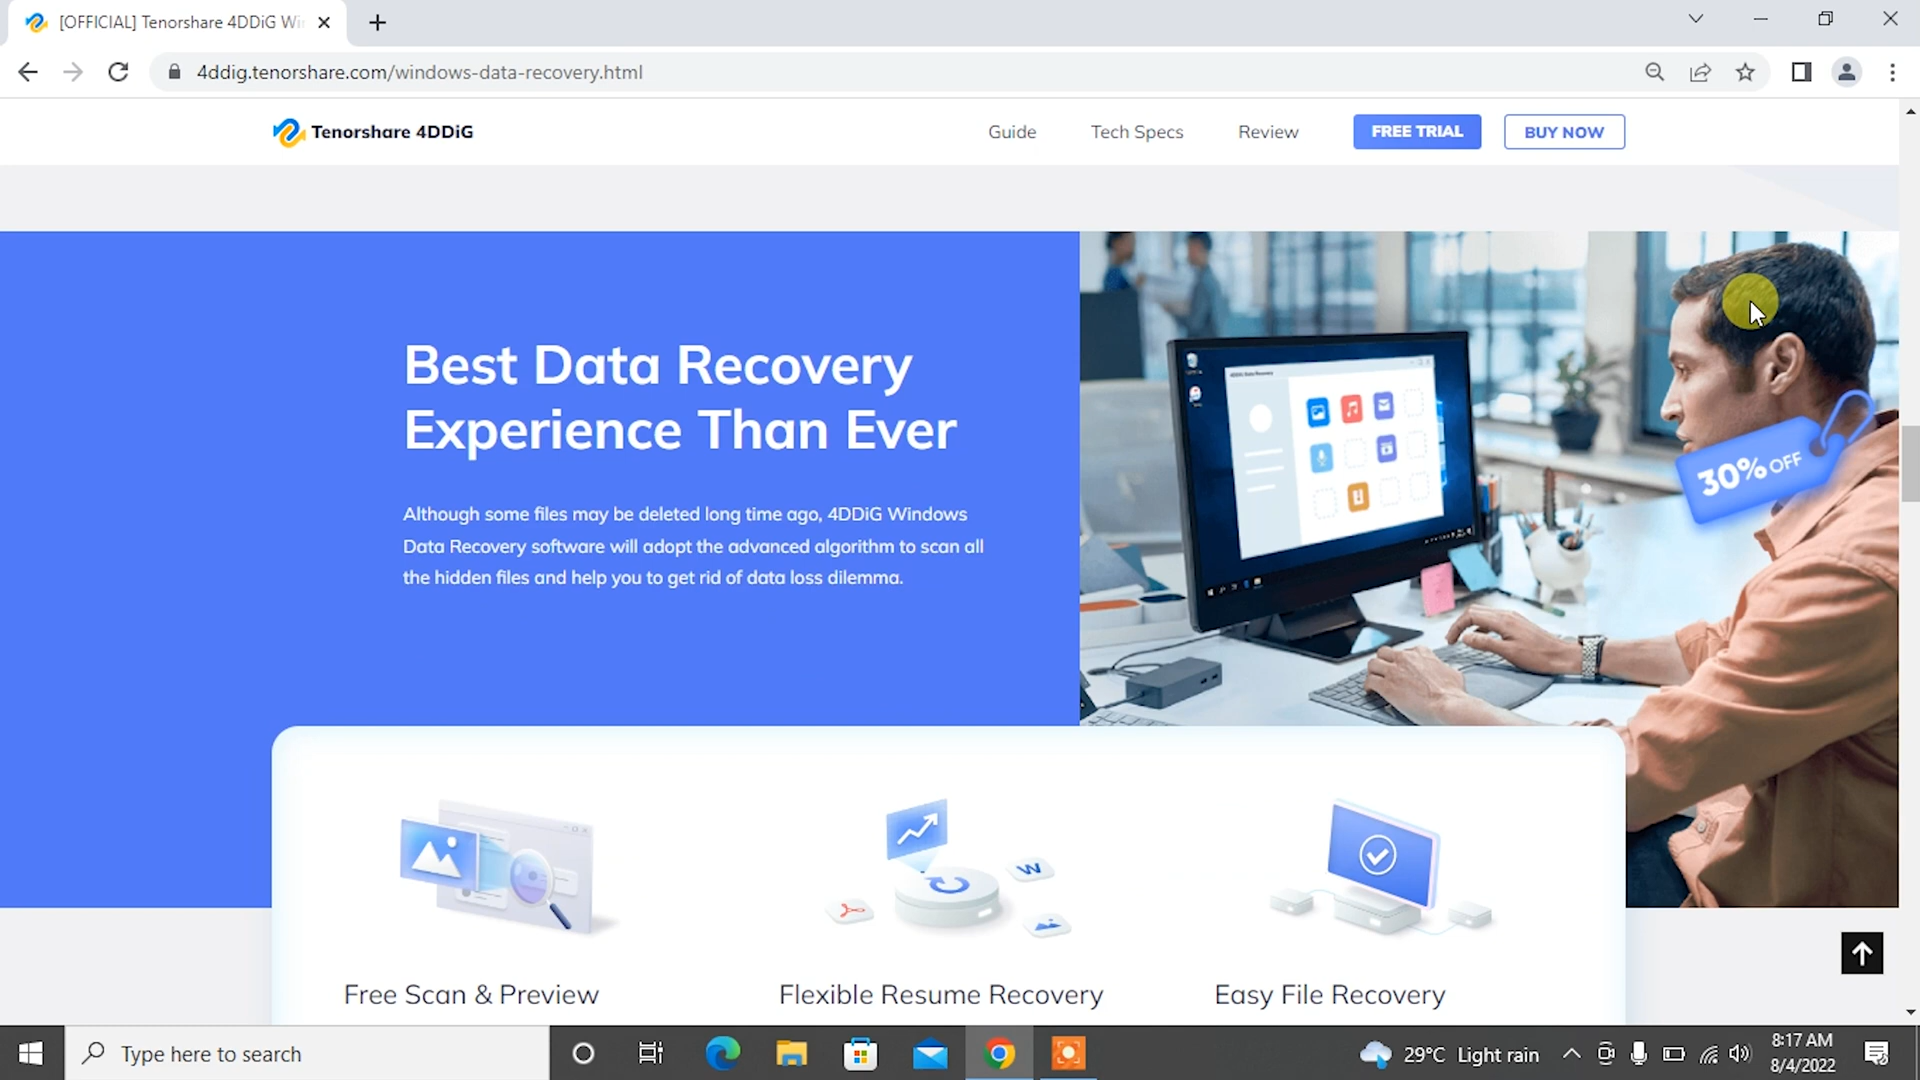 [OFFICIAL] Tenorshare 4DDiG Wi
4ddig.tenorshare.com/windows-data-recovery.html
Tenorshare 4DDiG
Guide
Tech Specs
Review
FREE TRIAL
BUY NOW
Best Data Recovery
Experience Than Ever
Although some files may be deleted long time ago, 4DDiG Windows
Data Recovery software will adopt the advanced algorithm to scan all
the hidden files and help you to get rid of data loss dilemma.
4DDiG Data Recovery
30% OFF
W
Free Scan & Preview
Flexible Resume Recovery
Easy File Recovery
Type here to search
29°C Light rain
8:17 AM
8/4/2022